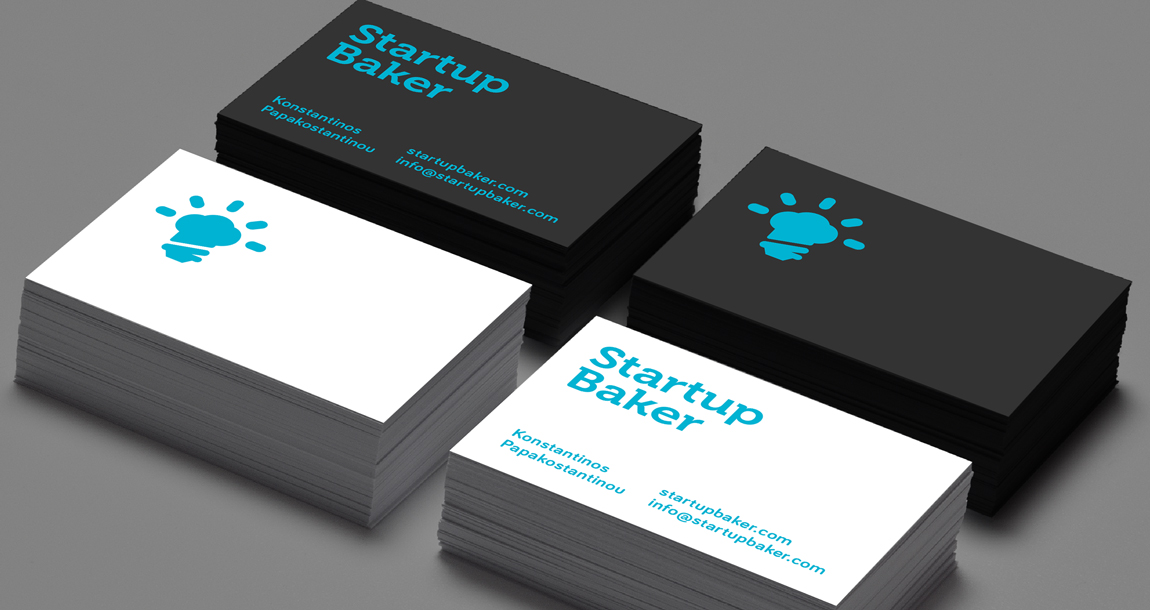 Startup
Baker
Konstantinos
Papakostantinou
startupbaker.com
info@startupbaker.com
Startup
Baker
Konstantinos
Papakostantinou
startupbaker.com
info@startupbaker.com